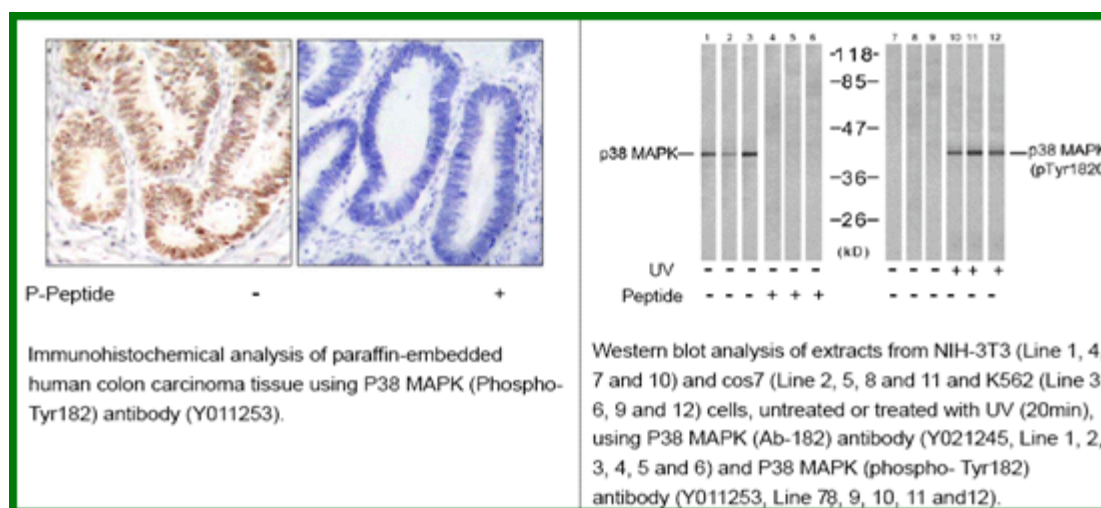 P-Peptide - +
Immunohistochemical analysis of paraffin-embedded
human colon carcinoma tissue using P38 MAPK (Phospho-
Tyr182) antibody (Y011253).
1 2 3 4 5 6 7 8 9 10 11 12
-118-
-85-
-47-
p38 MAPK
p38 MAPK
(pTyr1820
-36-
-26-
(kD)
UV - - - - - - - - - + + +
Peptide - - - + + + - - - - - -
Western blot analysis of extracts from NIH-3T3 (Line 1, 4,
7 and 10) and cos7 (Line 2, 5, 8 and 11 and K562 (Line 3
6, 9 and 12) cells, untreated or treated with UV (20min),
using P38 MAPK (Ab-182) antibody (Y021245, Line 1, 2,
3, 4, 5 and 6) and P38 MAPK (phospho- Tyr182)
antibody (Y011253, Line 78, 9, 10, 11 and12).